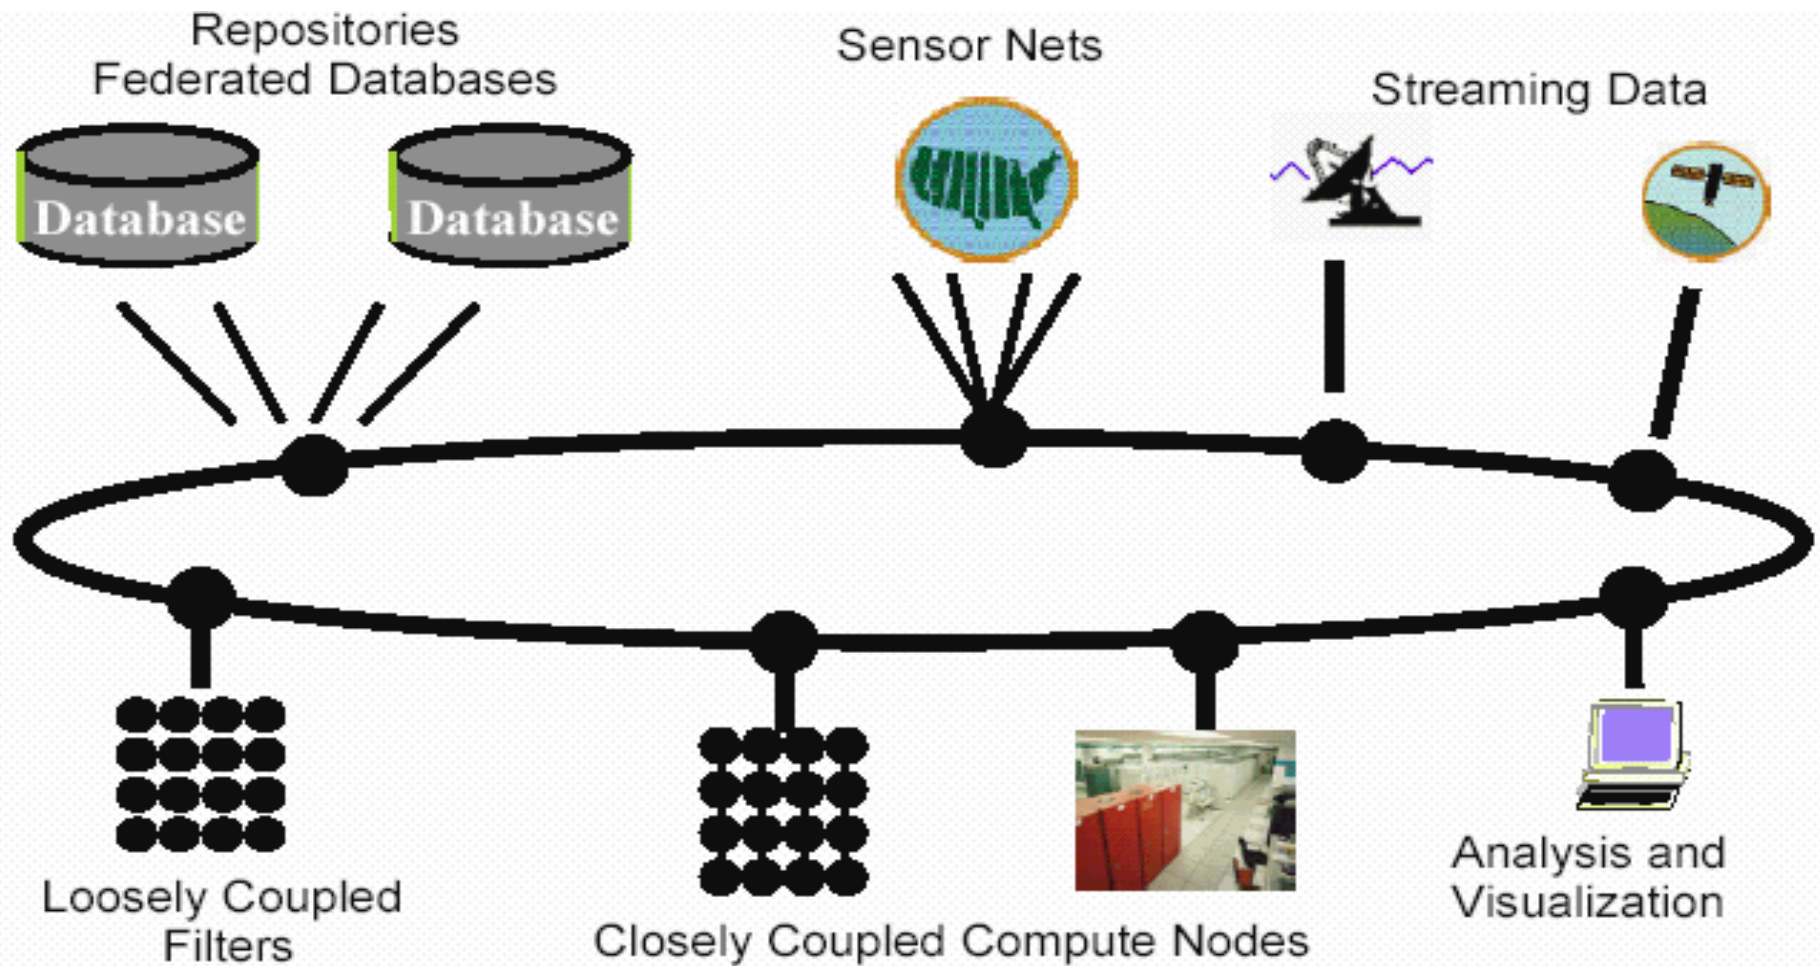 Repositories
Federated Databases
Sensor Nets
Streaming Data
Database
Database
Loosely Coupled
Filters
Closely Coupled Compute Nodes
Analysis and
Visualization